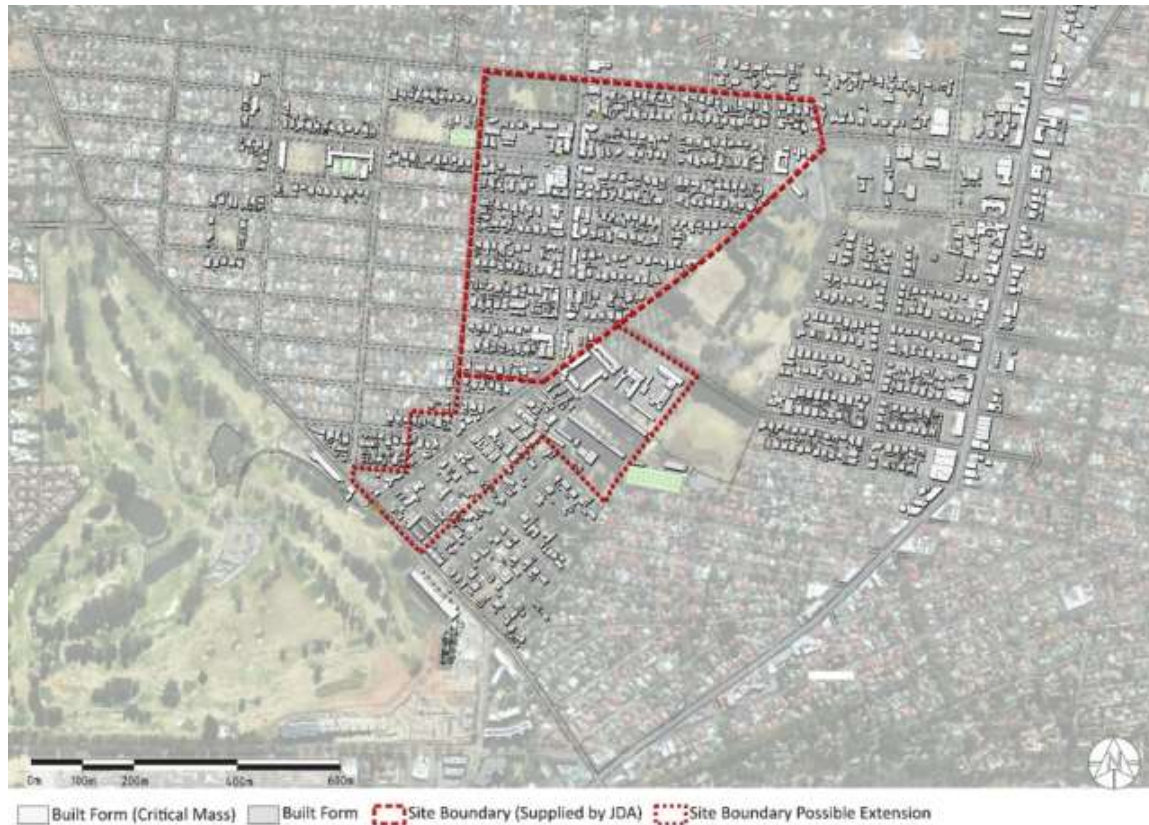 0m 100m 200m 400m 600m
N
Built Form (Critical Mass) Built Form Site Boundary (Supplied by JDA) Site Boundary Possible Extension